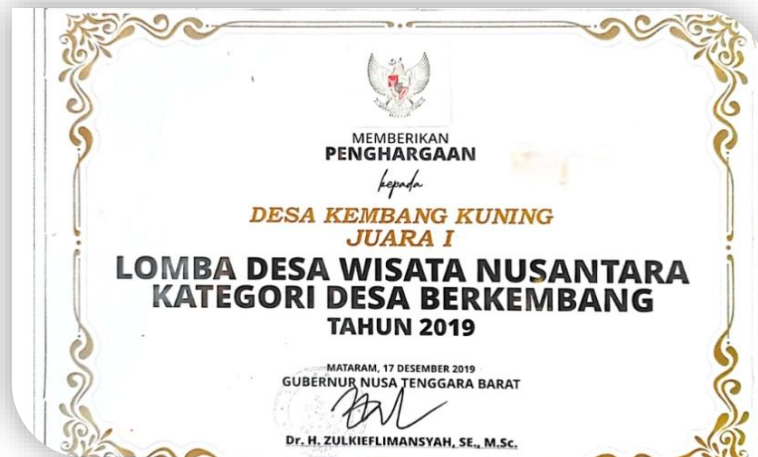 MEMBERIKAN
PENGHARGAAN
kepada
DESA KEMBANG KUNING
JUARA I
LOMBA DESA WISATA NUSANTARA
KATEGORI DESA BERKEMBANG
TAHUN 2019
MATARAM, 17 DESEMBER 2019
GUBERNUR NUSA TENGGARA BARAT
Dr. H. ZULKIEFLIMANSYAH, SE., M.Sc.